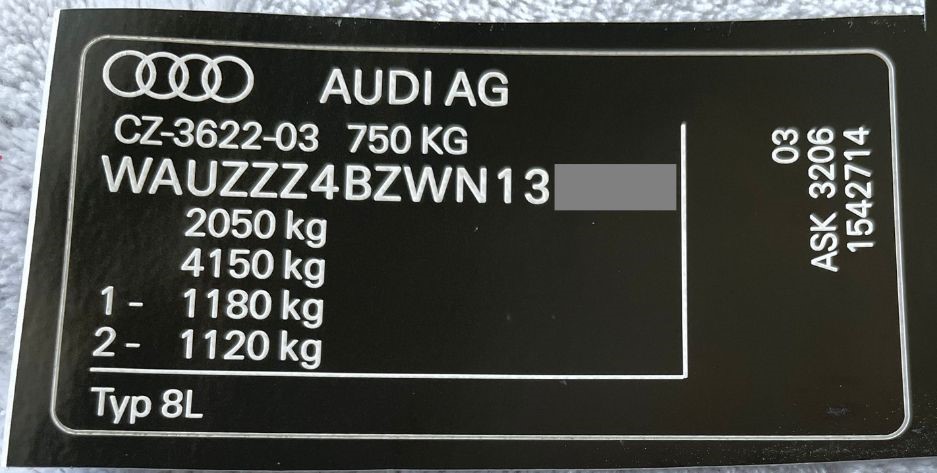 AUDI AG
CZ-3622-03 750 KG
WAUZZZ4BZWN13
2050 kg
4150 kg
1- 1180 kg
2- 1120 kg
Typ 8L
03
ASK 3206
1542714